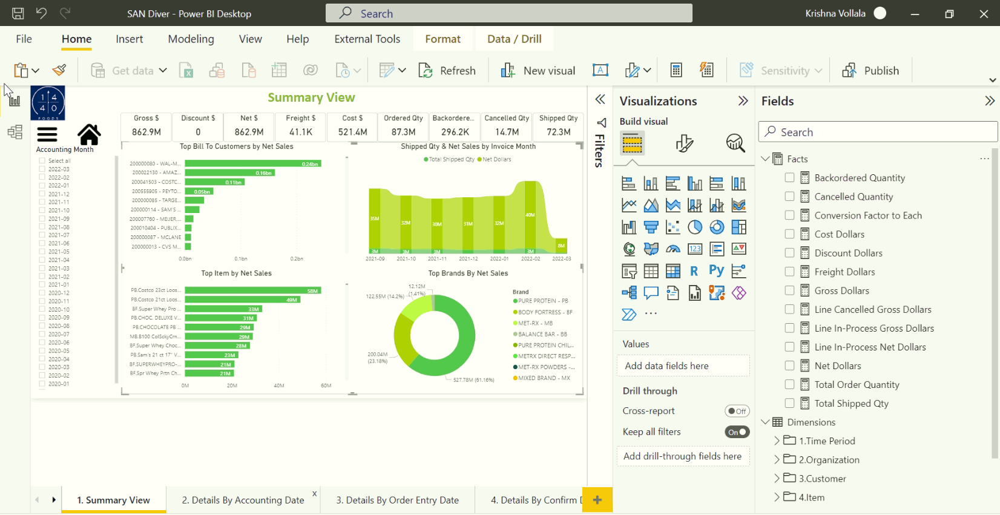 SAN Diver - Power BI Desktop
Search
Krishna Vollala
File
Home
Insert
Modeling
View
Help
External Tools
Format
Data / Drill
Get data
Refresh
New visual
Sensitivity
Publish
1 4
4 0
FOODS
Summary View
Gross $
862.9M
Discount $
0
Net $
862.9M
Freight $
41.1K
Cost $
521.4M
Ordered Qty
87.3M
Backordere...
296.2K
Cancelled Qty
14.7M
Shipped Qty
72.3M
Accounting Month
Select all
2022-03
2022-02
2022-01
2021-12
2021-11
2021-10
2021-09
2021-08
2021-07
2021-06
2021-05
2021-04
2021-03
2021-02
2021-01
2020-12
2020-11
2020-10
2020-09
2020-08
2020-07
2020-06
2020-05
2020-04
2020-03
2020-02
2020-01
Top Bill To Customers by Net Sales
200000080 - WAL-M...
0.24bn
200022130 - AMAZ...
0.16bn
200041503 - COSTC...
0.11bn
200555905 - PEYTO...
0.05bn
200000085 - TARGE...
200000114 - SAM'S ...
200007760 - MEIJER...
200010404 - PUBLIX...
200000087 - MCLANE
200000013 - CVS M...
0.0bn
0.1bn
0.2bn
Shipped Qty & Net Sales by Invoice Month
Total Shipped Qty
Net Dollars
35M
32M
30M
31M
32M
40M
8M
3M
3M
3M
3M
2021-09
2021-10
2021-11
2021-12
2022-01
2022-02
2022-03
Top Item by Net Sales
PB.Costco 23ct Loos...
58M
PB.Costco 21ct Loos...
49M
BF.Super Whey Pro ...
33M
PB.CHOC. DELUXE V...
31M
PB.CHOCOLATE PB ...
29M
MB.B100 ColSckyCrn...
29M
BF.Super Whey Choc...
28M
PB.Sam's 21 ct 17" V...
23M
BF.SUPERWHEYPRO-...
21M
BF.Spr Whey Prtn Ch...
21M
0M
20M
40M
60M
Top Brands By Net Sales
12.12M
(1.41%)
122.55M (14.2%)
200.04M
(23.18%)
527.78M (61.16%)
Brand
PURE PROTEIN - PB
BODY FORTRESS - BF
MET-RX - MB
BALANCE BAR - BB
PURE PROTEIN CHIL...
METRX DIRECT RESP...
MET-RX POWDERS -...
MIXED BRAND - MX
1. Summary View
2. Details By Accounting Date
x
3. Details By Order Entry Date
4. Details By Confirm
+
Filters
Visualizations
Build visual
123
R
Py
Values
Add data fields here
Drill through
Cross-report
Off
Keep all filters
On
Add drill-through fields here
Fields
Search
Facts
Backordered Quantity
Cancelled Quantity
Conversion Factor to Each
Cost Dollars
Discount Dollars
Freight Dollars
Gross Dollars
Line Cancelled Gross Dollars
Line In-Process Gross Dollars
Line In-Process Net Dollars
Net Dollars
Total Order Quantity
Total Shipped Qty
Dimensions
1.Time Period
2.Organization
3.Customer
4.Item